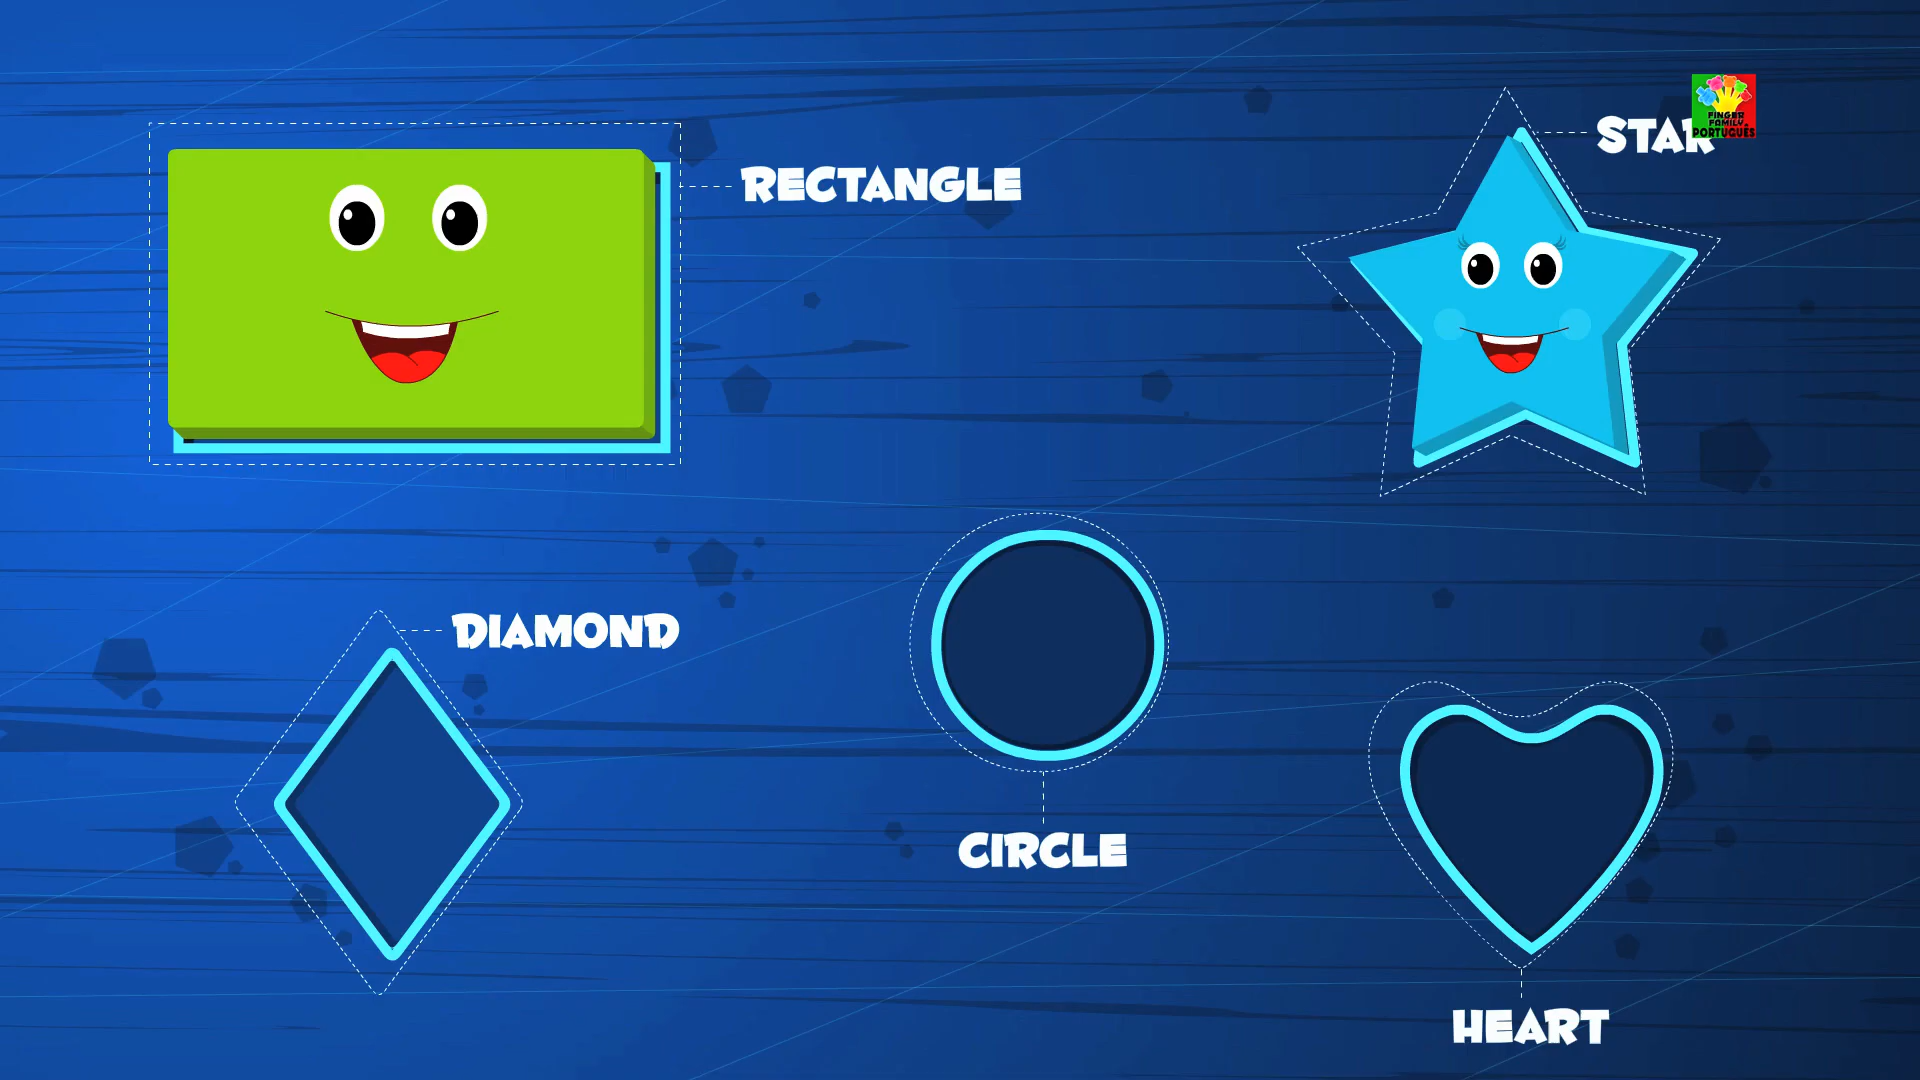 RECTANGLE
STAR
FINGER
FAMILY
PORTUGUÊS
DIAMOND
CIRCLE
HEART